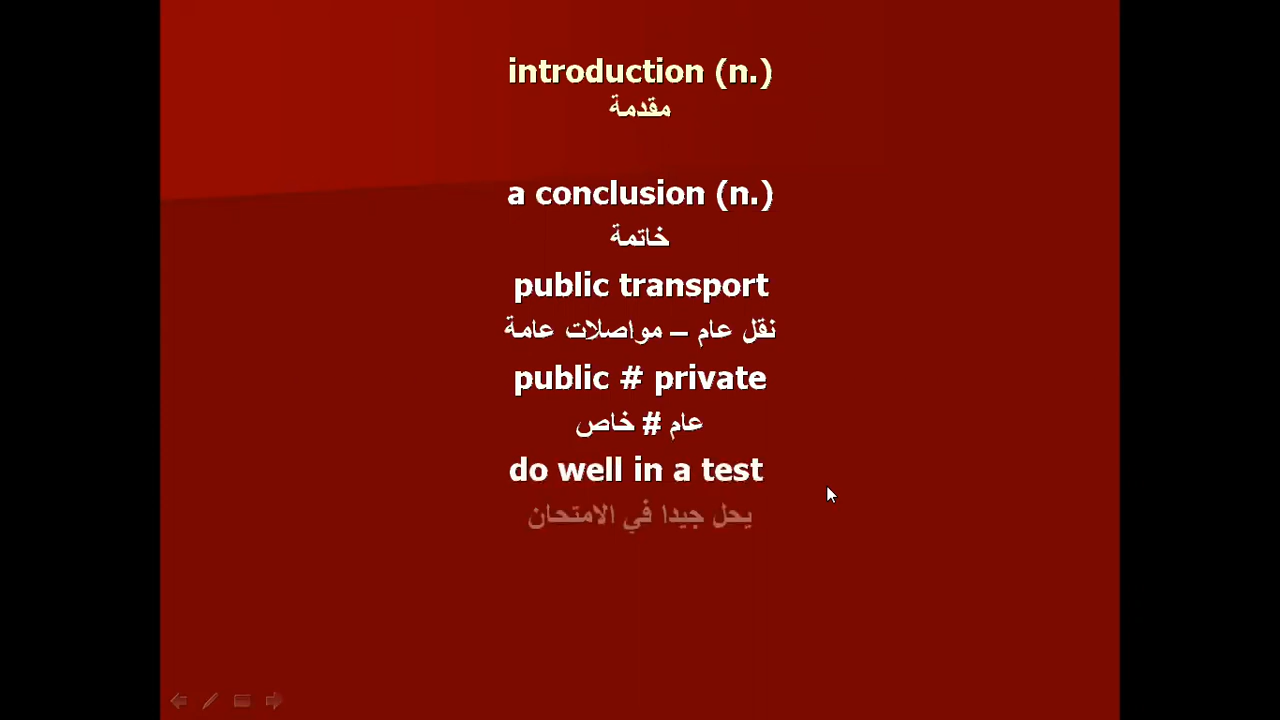 introduction (n.)
مقدمة
a conclusion (n.)
خاتمة
public transport
نقل عام – مواصلات عامة
public # private
عام # خاص
do well in a test
يحل جيدا في الامتحان